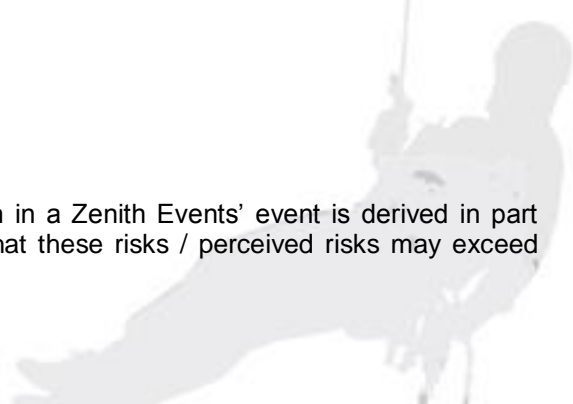 in a Zenith Events’ event is derived in part
hat these risks / perceived risks may exceed